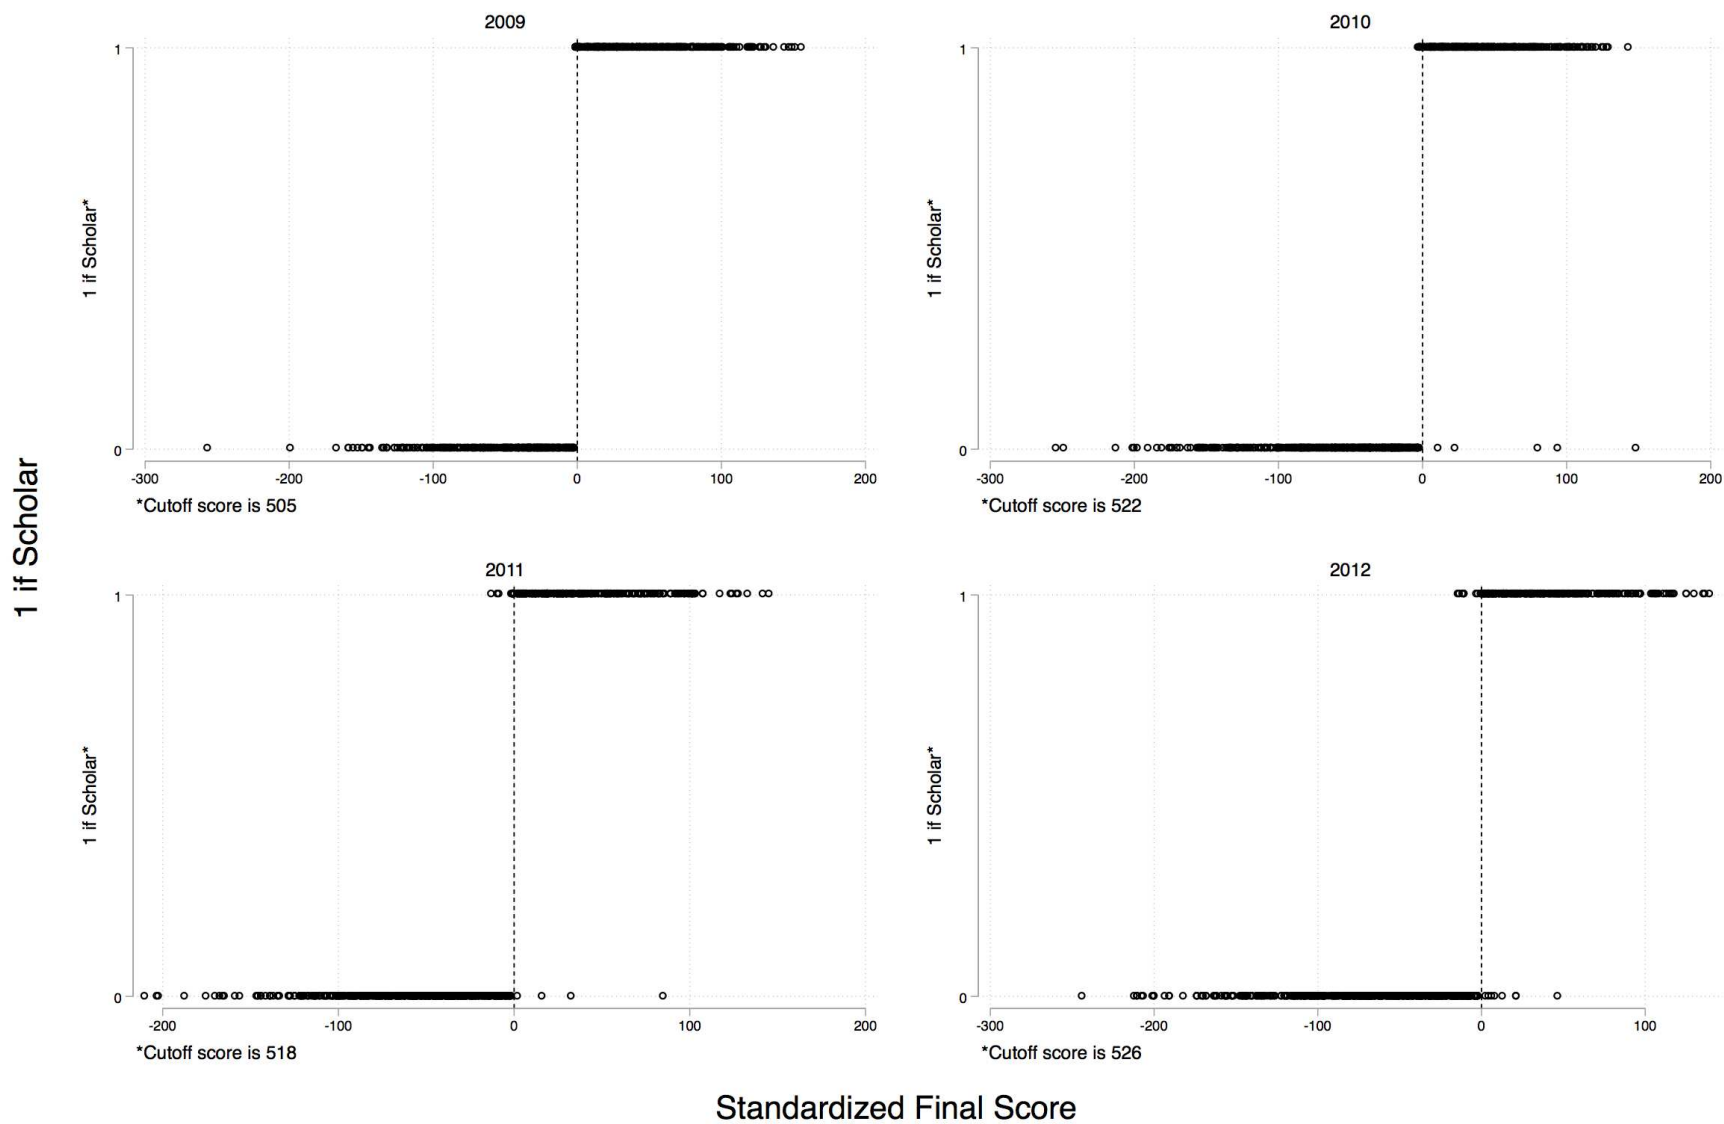 2009
1
1 if Scholar*
0
-300 -200 -100 0 100 200
*Cutoff score is 505
2010
1
1 if Scholar*
0
-300 -200 -100 0 100 200
*Cutoff score is 522
1 if Scholar
2011
1
1 if Scholar*
0
-200 -100 0 100 200
*Cutoff score is 518
2012
1
1 if Scholar*
0
-300 -200 -100 0 100
*Cutoff score is 526
Standardized Final Score